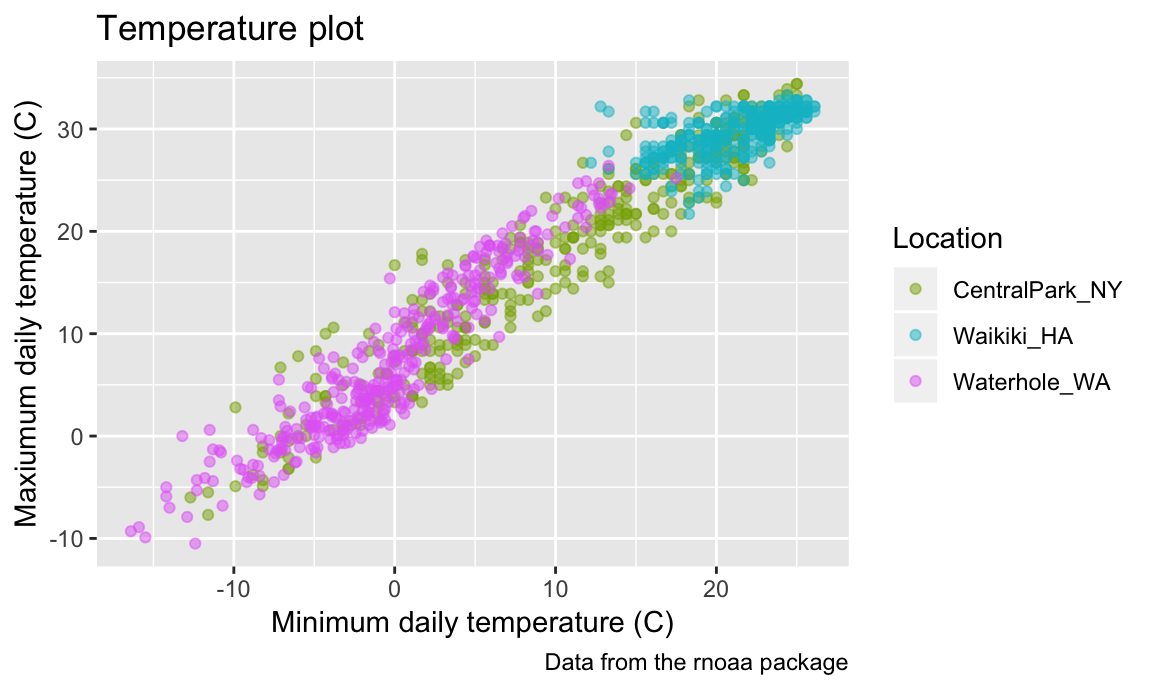 Temperature plot
Maxiumum daily temperature (C)
30
20
10
0
-10
-10 0 10 20
Minimum daily temperature (C)
Location
CentralPark_NY
Waikiki_HA
Waterhole_WA
Data from the rnoaa package